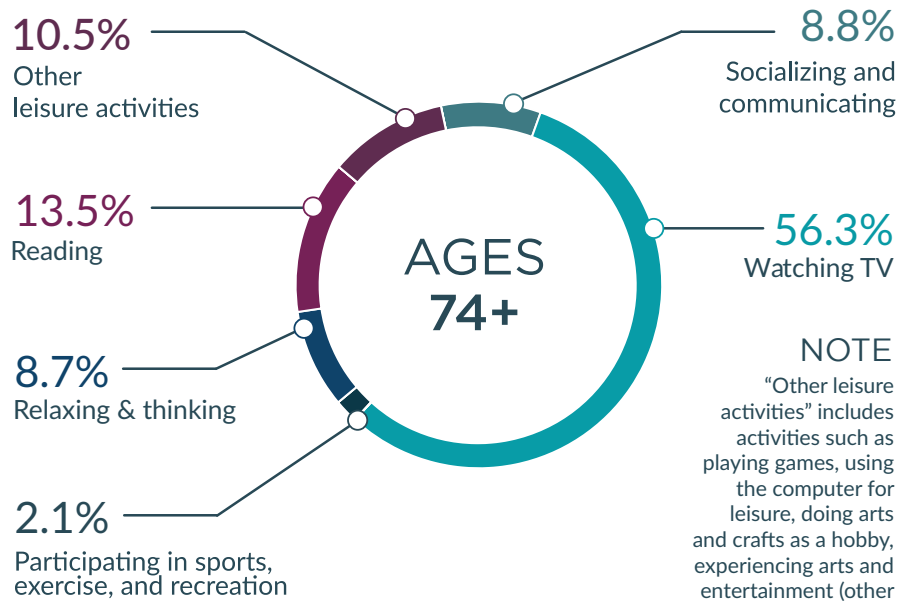 10.5%
Other
leisure activities
8.8%
Socializing and
communicating
13.5%
Reading
AGES
74+
56.3%
Watching TV
8.7%
Relaxing & thinking
2.1%
Participating in sports,
exercise, and recreation
NOTE
“Other leisure
activities” includes
activities such as
playing games, using
the computer for
leisure, doing arts
and crafts as a hobby,
experiencing arts and
entertainment (other